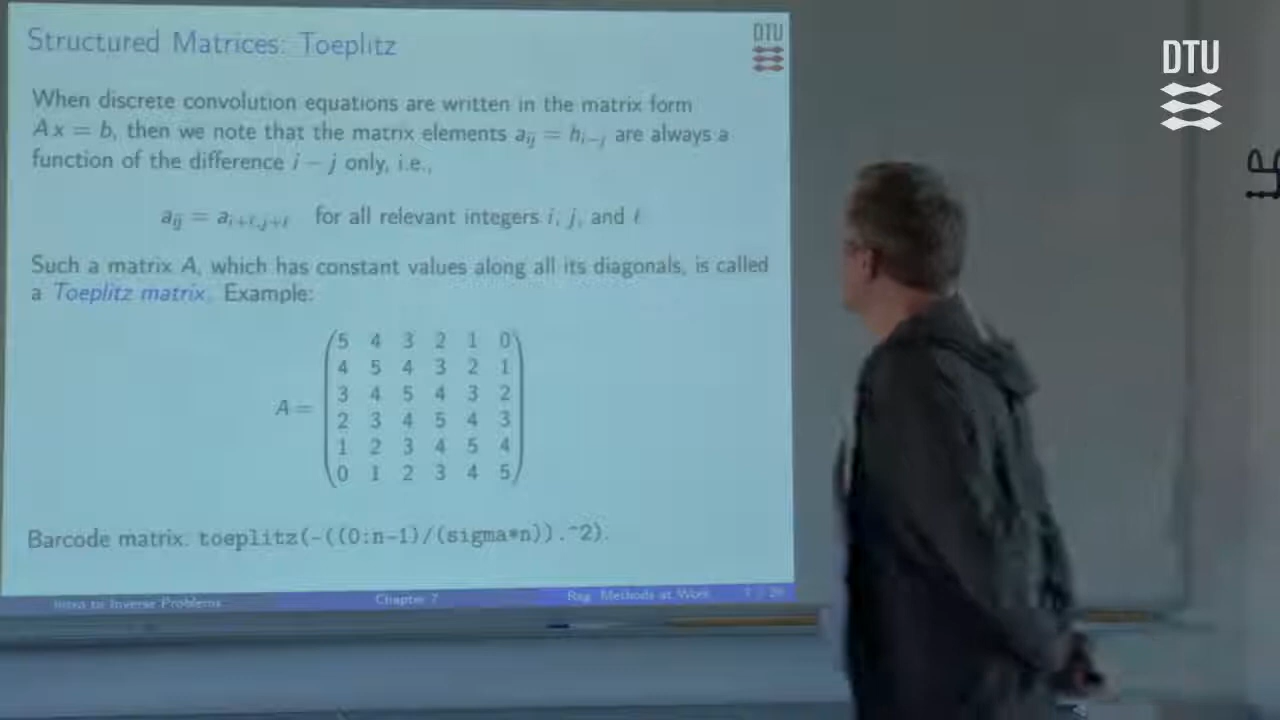 Structured Matrices: Toeplitz
DTU
DTU
When discrete convolution equations are written in the matrix form
Ax = b, then we note that the matrix elements a_ij = h_{i−j} are always a
function of the difference i − j only, i.e.,
a_ij = a_{i+ℓ,j+ℓ} for all relevant integers i, j, and ℓ
Such a matrix A, which has constant values along all its diagonals, is called
a Toeplitz matrix. Example:
5 4 3 2 1 0
4 5 4 3 2 1
3 4 5 4 3 2
A = 2 3 4 5 4 3
1 2 3 4 5 4
0 1 2 3 4 5
Barcode matrix: toeplitz(-((0:n-1)/(sigma*n)).^2).
Intro to Inverse Problems Chapter 7 Reg. Methods at Work